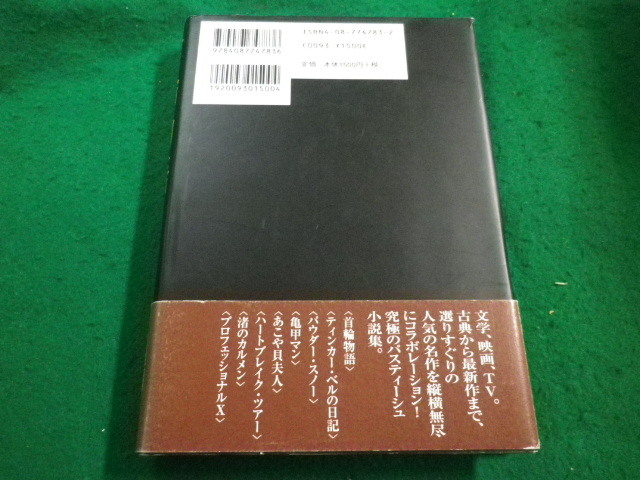 9784087747836
ISBN4-08-774783-2
C0093 ¥1500E
定価 本体1500円+税
1920093015004
文学、映画、TV。
古典から最新作まで、
選りすぐりの
人気の名作を縦横無尽
にコラボレーション!
究極のパスティーシュ
小説集。
〈首輪物語〉
〈ティンカー・ベルの日記〉
〈パウダー・スノー〉
〈亀甲マン〉
〈あこや貝夫人〉
〈ハートブレイク・ツアー〉
〈渚のカルメン〉
〈プロフェッショナルX〉